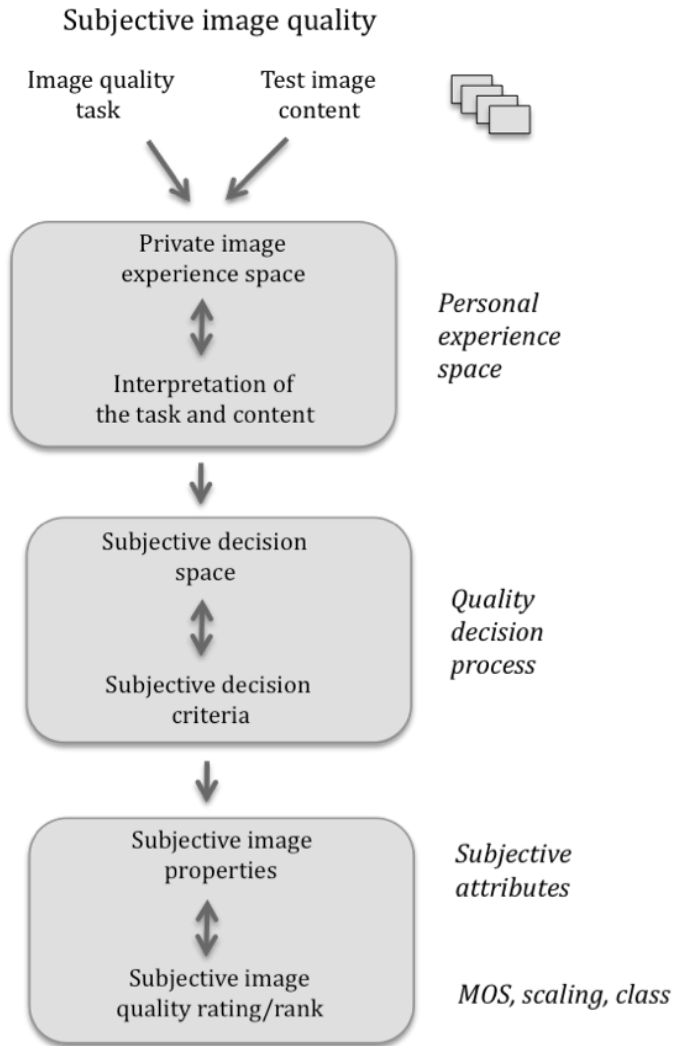 Subjective image quality
Image quality
task
Test image
content
Private image
experience space
Interpretation of
the task and content
Personal
experience
space
Subjective decision
space
Subjective decision
criteria
Quality
decision
process
Subjective image
properties
Subjective
attributes
Subjective image
quality rating/rank
MOS, scaling, class